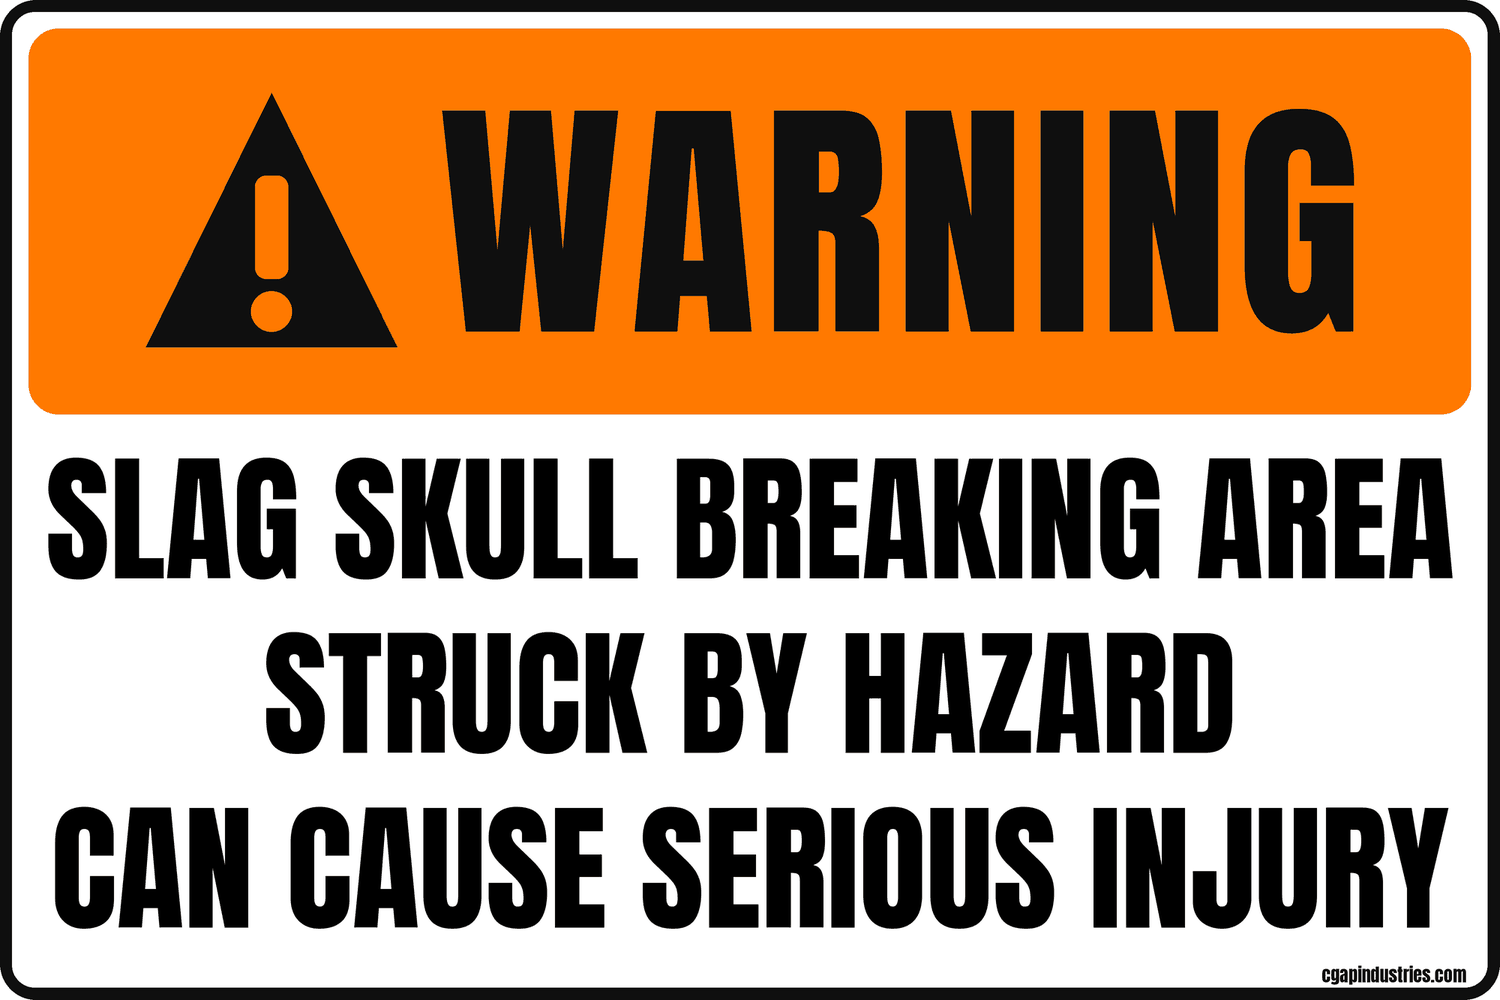 WARNING
SLAG SKULL BREAKING AREA
STRUCK BY HAZARD
CAN CAUSE SERIOUS INJURY
cgapindustries.com